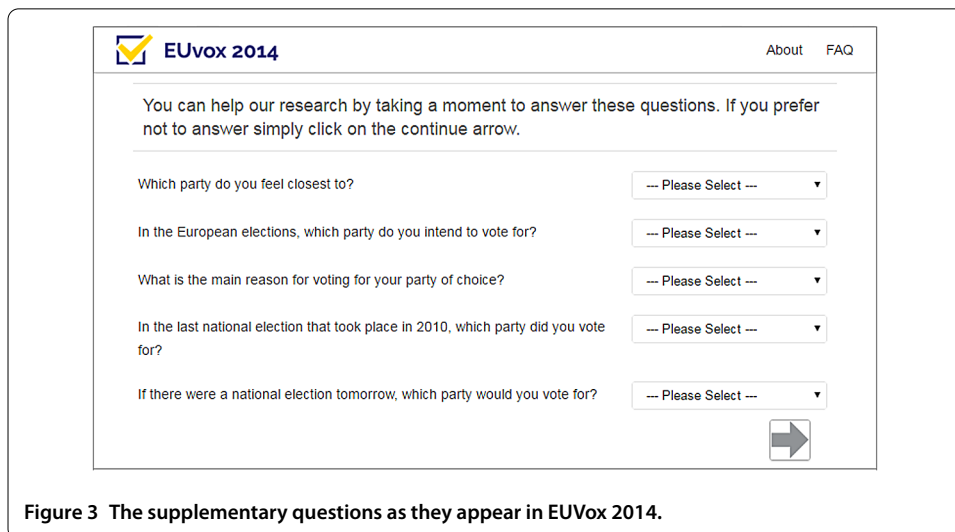 EUvox 2014
About FAQ
You can help our research by taking a moment to answer these questions. If you prefer
not to answer simply click on the continue arrow.
Which party do you feel closest to?
--- Please Select ---
In the European elections, which party do you intend to vote for?
--- Please Select ---
What is the main reason for voting for your party of choice?
--- Please Select ---
In the last national election that took place in 2010, which party did you vote
for?
--- Please Select ---
If there were a national election tomorrow, which party would you vote for?
--- Please Select ---
Figure 3 The supplementary questions as they appear in EUVox 2014.